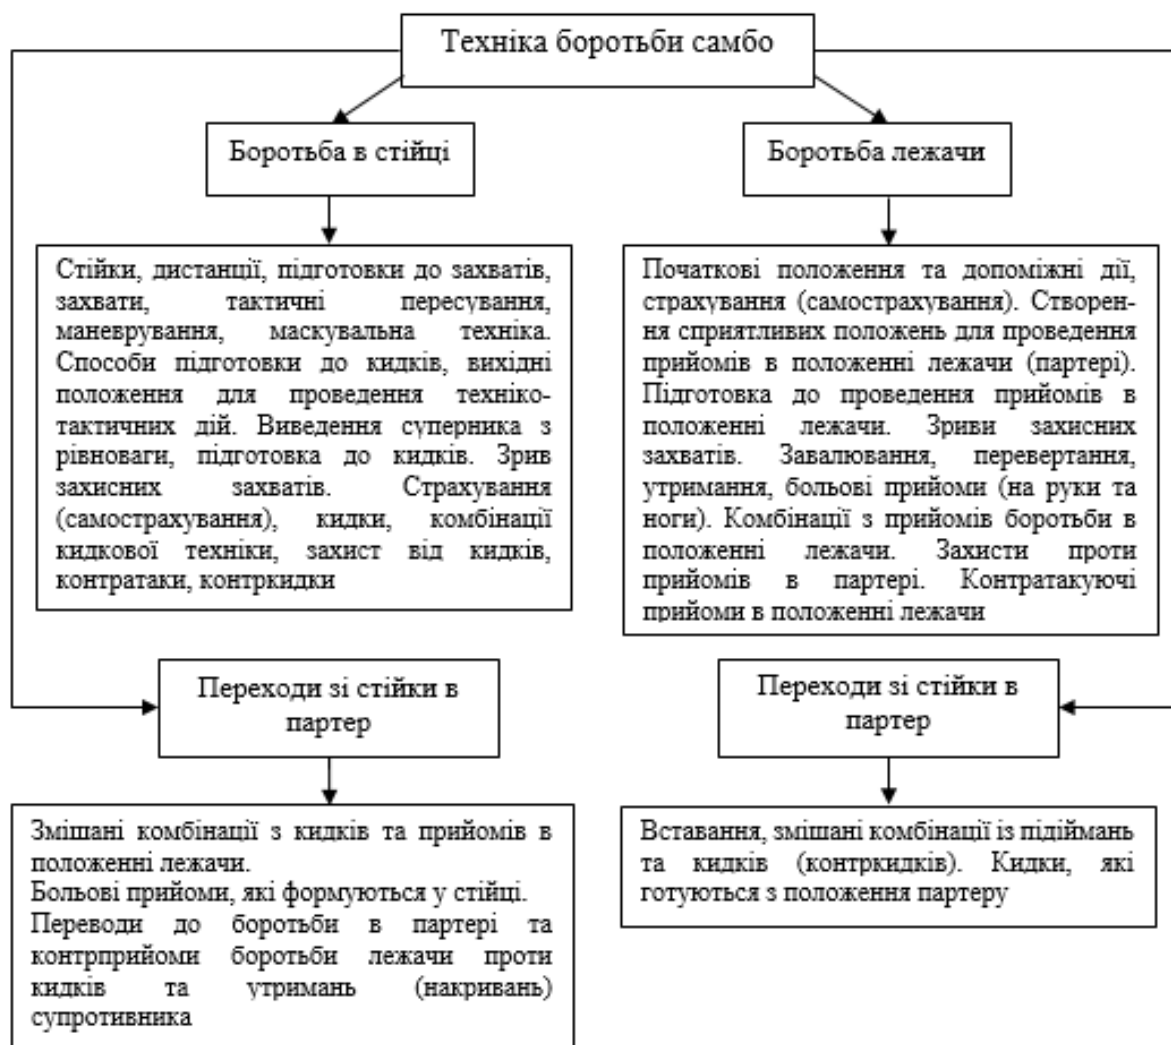 Техніка боротьби самбо
Боротьба в стійці
Боротьба лежачи
Стійки, дистанції, підготовки до захватів,
захвати, тактичні пересування,
маневрування, маскувальна техніка.
Способи підготовки до кидків, вихідні
положення для проведення техніко-
тактичних дій. Виведення суперника з
рівноваги, підготовка до кидків. Зрив
захисних захватів. Страхування
(самострахування), кидки, комбінації
кидкової техніки, захист від кидків,
контратаки, контркидки
Початкові положення та допоміжні дії,
страхування (самострахування). Створен-
ня сприятливих положень для проведення
прийомів в положенні лежачи (партері).
Підготовка до проведення прийомів в
положенні лежачи. Зриви захисних
захватів. Завалювання, перевертання,
утримання, больові прийоми (на руки та
ноги). Комбінації з прийомів боротьби в
положенні лежачи. Захисти проти
прийомів в партері. Контратакуючі
прийоми в положенні лежачи
Переходи зі стійки в
партер
Переходи зі стійки в
партер
Змішані комбінації з кидків та прийомів в
положенні лежачи.
Больові прийоми, які формуються у стійці.
Переводи до боротьби в партері та
контрприйоми боротьби лежачи проти
кидків та утримань (накривань)
супротивника
Вставання, змішані комбінації із підіймань
та кидків (контркидків). Кидки, які
готуються з положення партеру